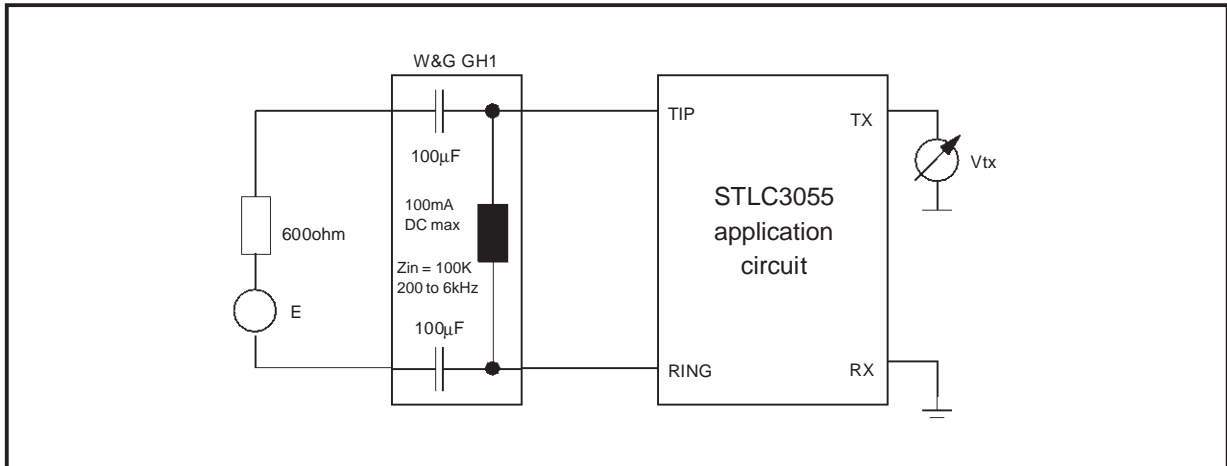 W&G GH1
100μF
600ohm
E
100mA
DC max
Zin = 100K
200 to 6kHz
100μF
TIP
RING
STLC3055
application
circuit
TX
RX
Vtx